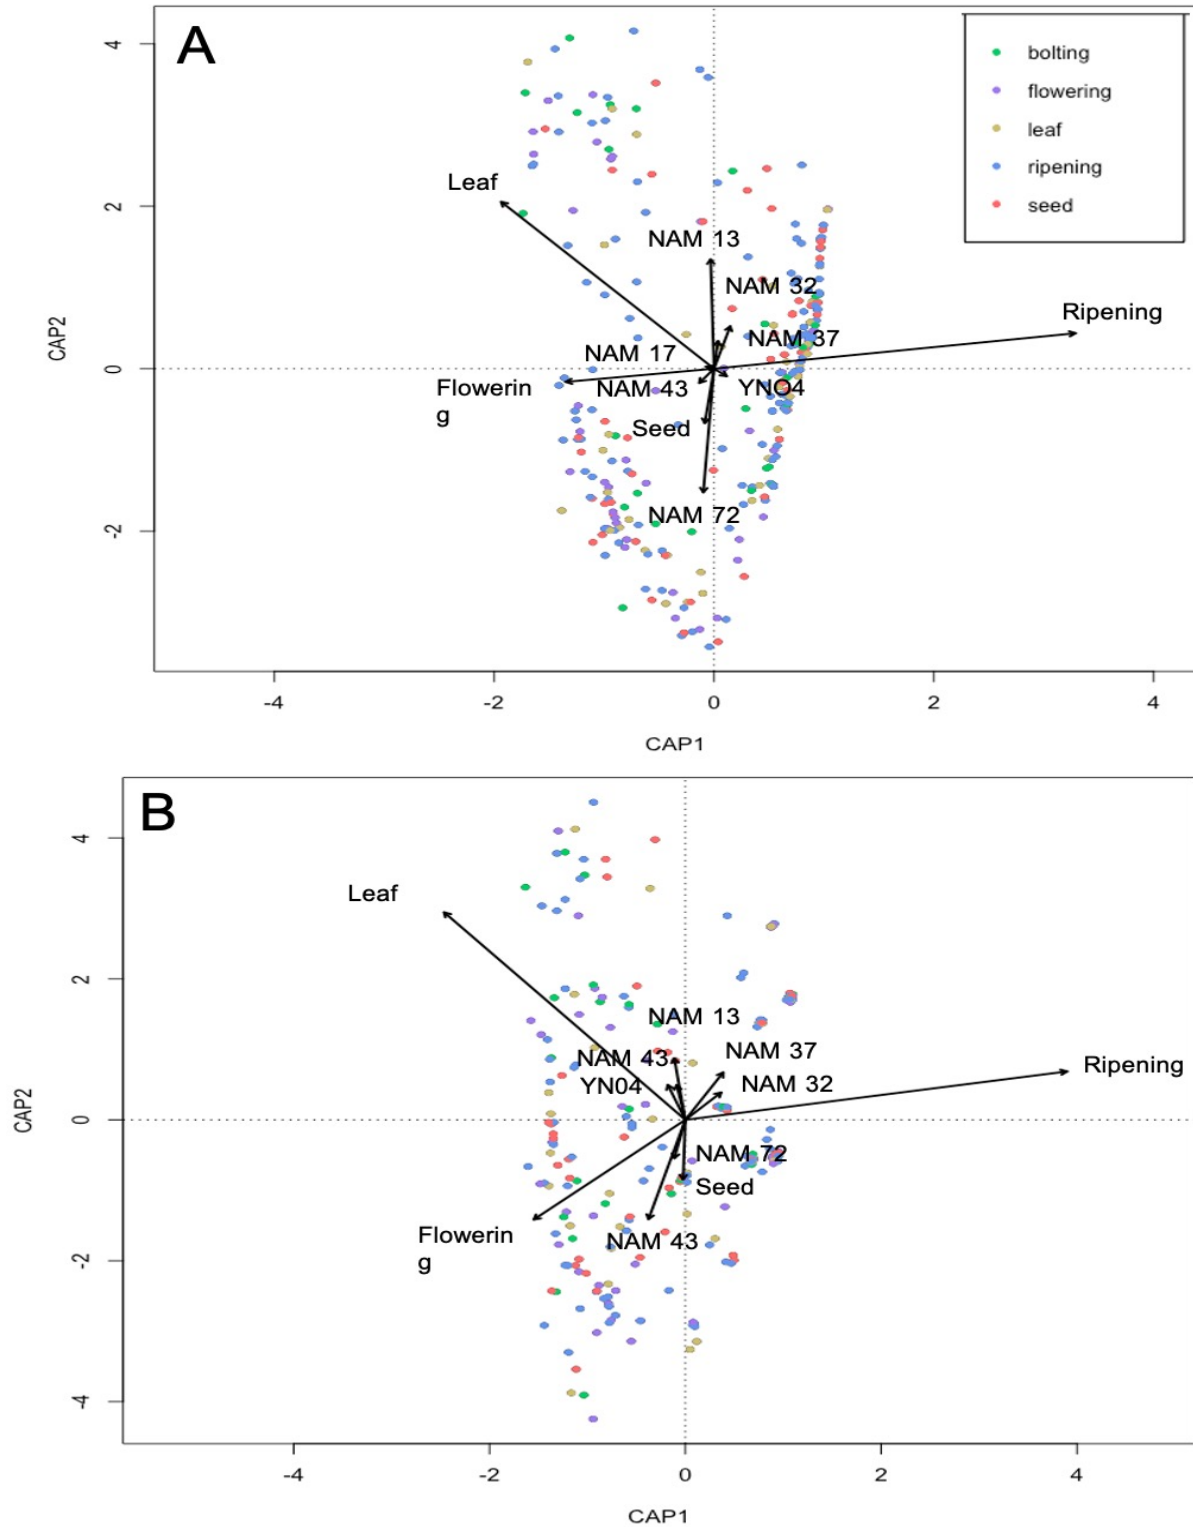 A
bolting
flowering
leaf
ripening
seed
4
2
0
-2
CAP2
Leaf
NAM 13
NAM 32
Ripening
NAM 37
NAM 17
Flowerin
g
NAM 43
YNO4
Seed
NAM 72
-4
-2
0
2
4
CAP1
B
4
2
0
-2
-4
CAP2
Leaf
NAM 13
NAM 43
NAM 37
Ripening
YN04
NAM 32
NAM 72
Seed
Flowerin
g
NAM 43
-4
-2
0
2
4
CAP1